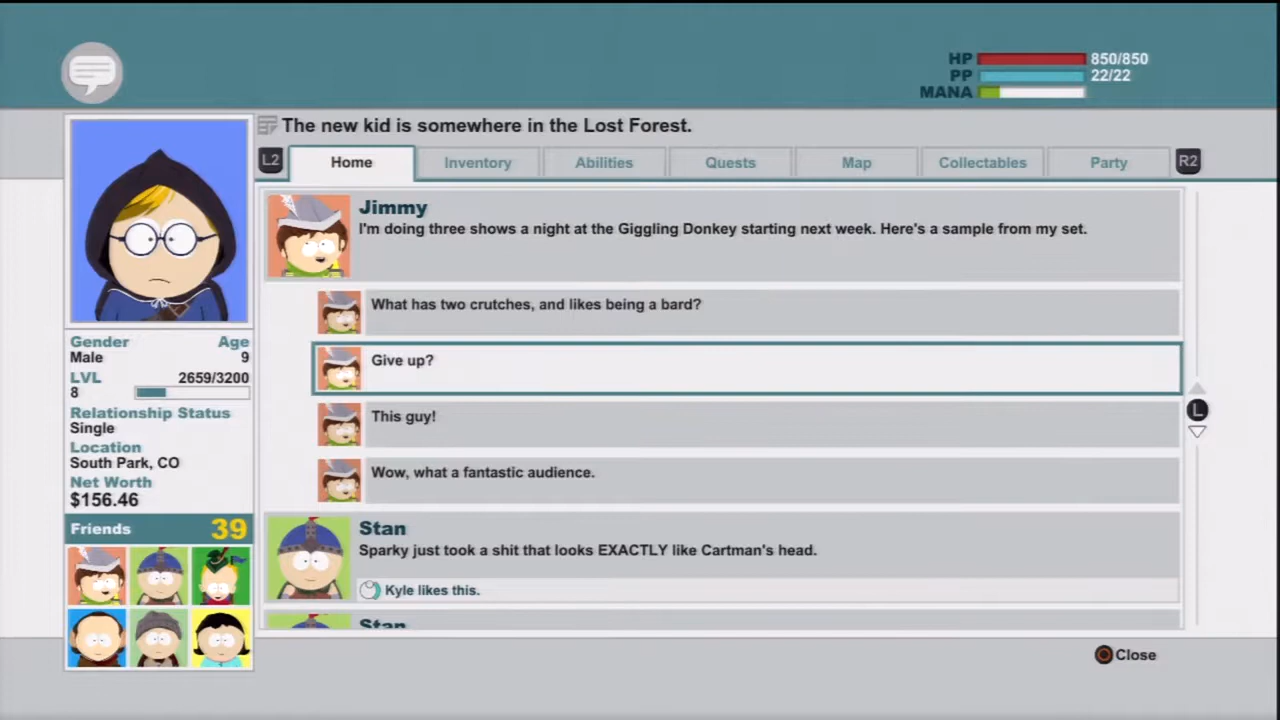 HP 850/850
PP 22/22
MANA
The new kid is somewhere in the Lost Forest.
L2 Home Inventory Abilities Quests Map Collectables Party R2
Jimmy
I'm doing three shows a night at the Giggling Donkey starting next week. Here's a sample from my set.
What has two crutches, and likes being a bard?
Give up?
This guy!
Wow, what a fantastic audience.
Stan
Sparky just took a shit that looks EXACTLY like Cartman's head.
Kyle likes this.
Stan
L
Gender Age
Male 9
LVL 2659/3200
8
Relationship Status
Single
Location
South Park, CO
Net Worth
$156.46
Friends 39
Close